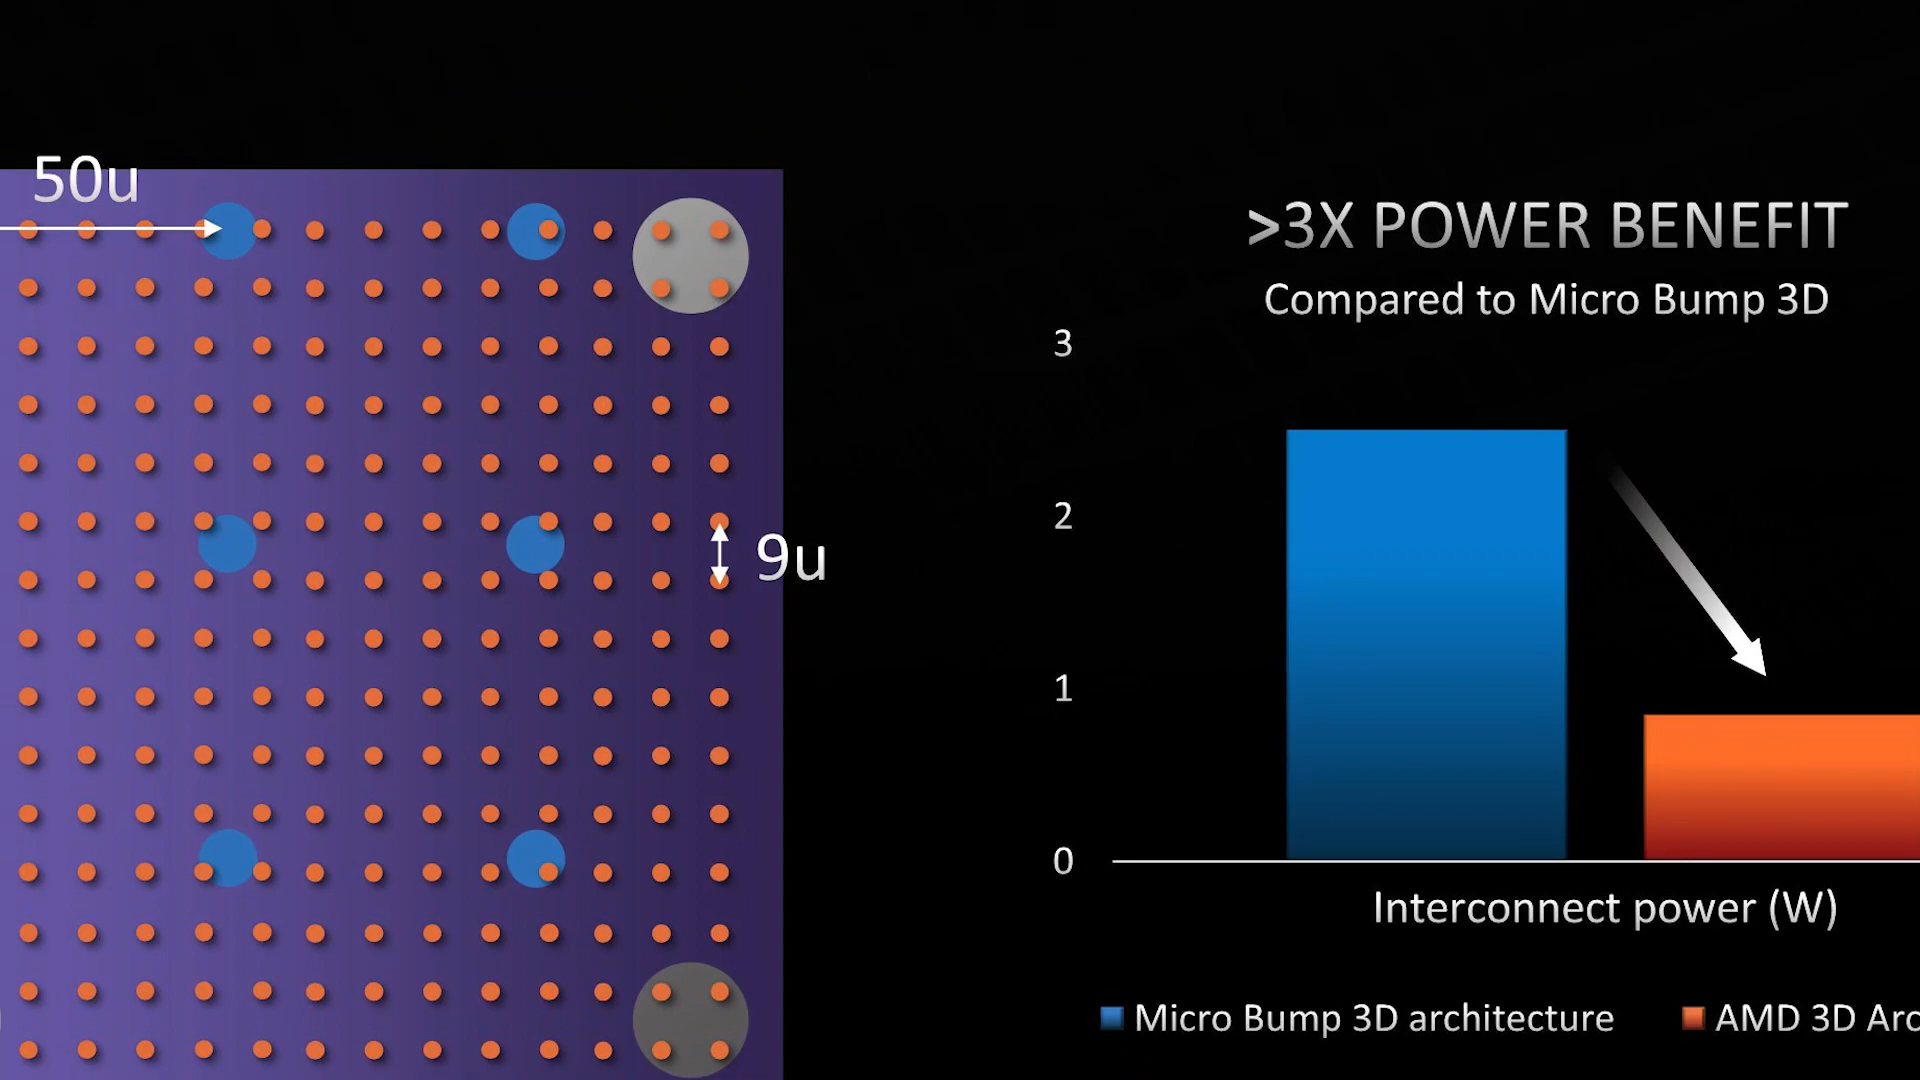 50u
9u
>3X POWER BENEFIT
Compared to Micro Bump 3D
3
2
1
0
Interconnect power (W)
Micro Bump 3D architecture
AMD 3D Arc